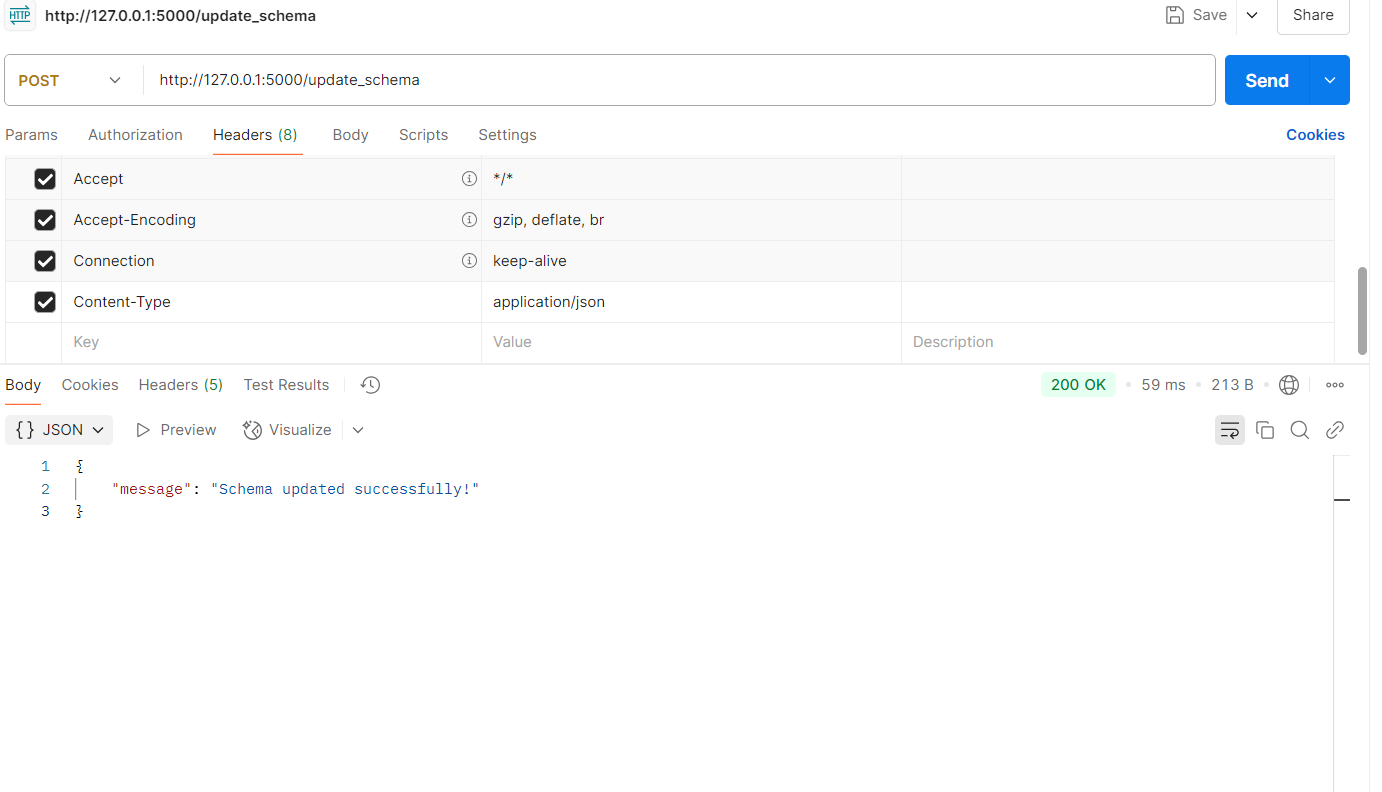 HTTP http://127.0.0.1:5000/update_schema Save Share
POST http://127.0.0.1:5000/update_schema Send
Params Authorization Headers (8) Body Scripts Settings Cookies
Accept */*
Accept-Encoding gzip, deflate, br
Connection keep-alive
Content-Type application/json
Key Value Description
Body Cookies Headers (5) Test Results 200 OK 59 ms 213 B
{} JSON Preview Visualize
1 {
2 "message": "Schema updated successfully!"
3 }